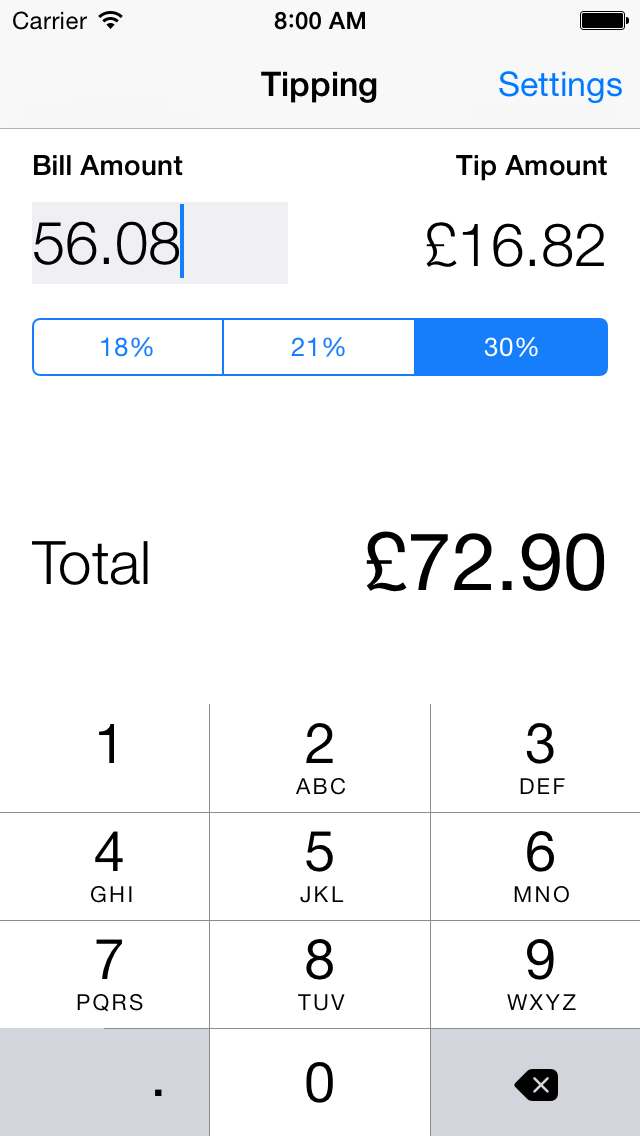 Carrier 8:00 AM
Tipping Settings
Bill Amount Tip Amount
56.08 £16.82
18% 21% 30%
Total £72.90
1 2 3
ABC DEF
4 5 6
GHI JKL MNO
7 8 9
PQRS TUV WXYZ
. 0